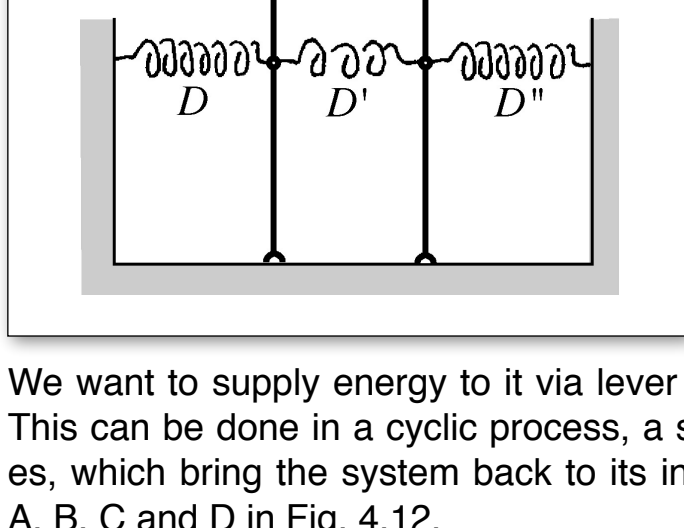 D D' D"
We want to supply energy to it via lever
This can be done in a cyclic process, a s
es, which bring the system back to its in
A, B, C and D in Fig. 4.12.